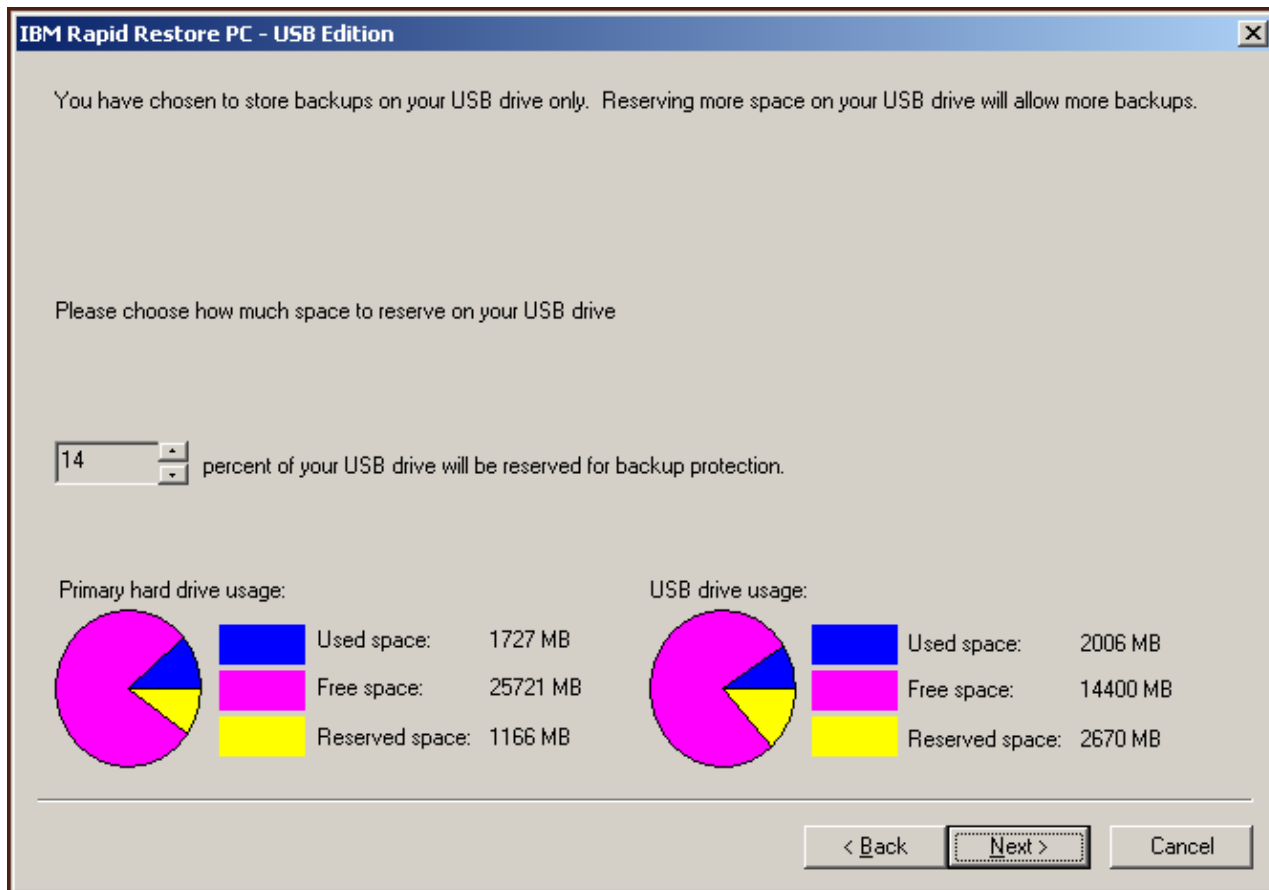 IBM Rapid Restore PC - USB Edition
You have chosen to store backups on your USB drive only. Reserving more space on your USB drive will allow more backups.
Please choose how much space to reserve on your USB drive
14 percent of your USB drive will be reserved for backup protection.
Primary hard drive usage:
Used space: 1727 MB
Free space: 25721 MB
Reserved space: 1166 MB
USB drive usage:
Used space: 2006 MB
Free space: 14400 MB
Reserved space: 2670 MB
< Back
Next >
Cancel